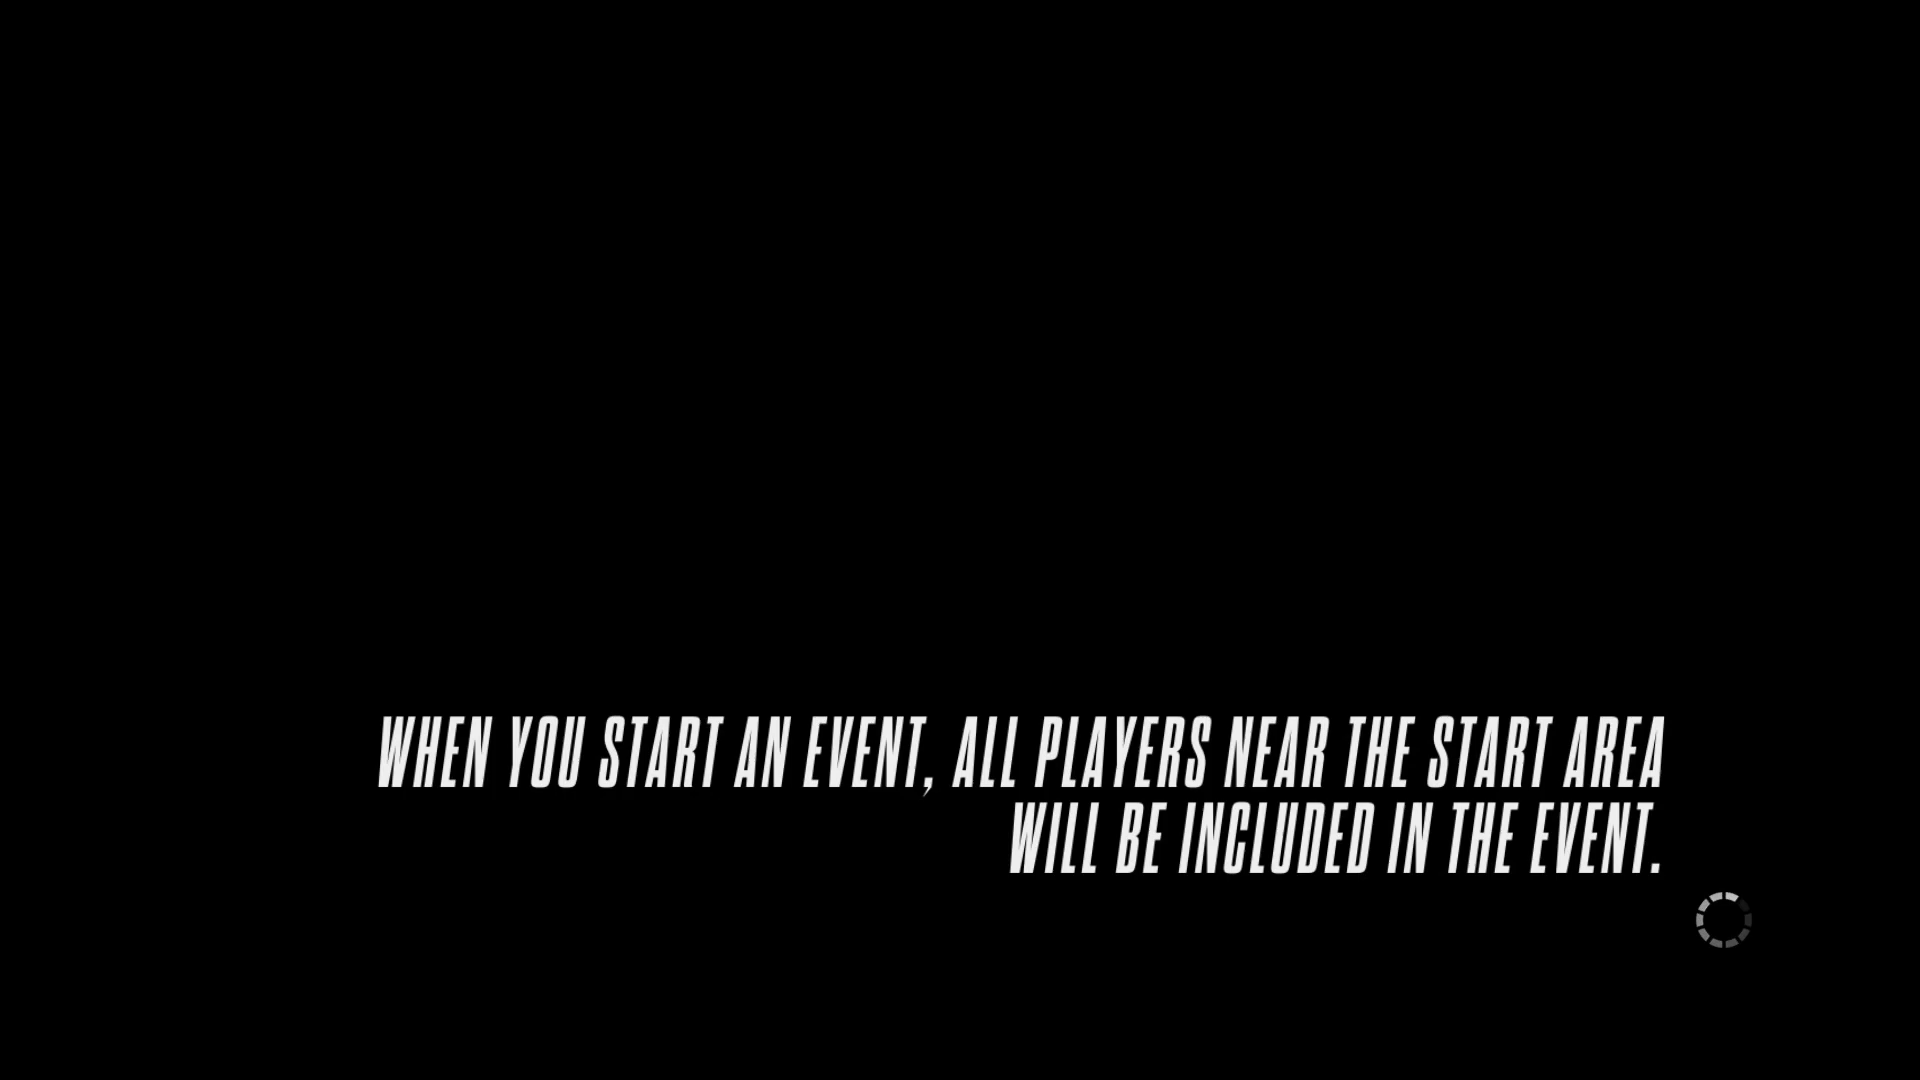 WHEN YOU START AN EVENT, ALL PLAYERS NEAR THE START AREA
WILL BE INCLUDED IN THE EVENT.